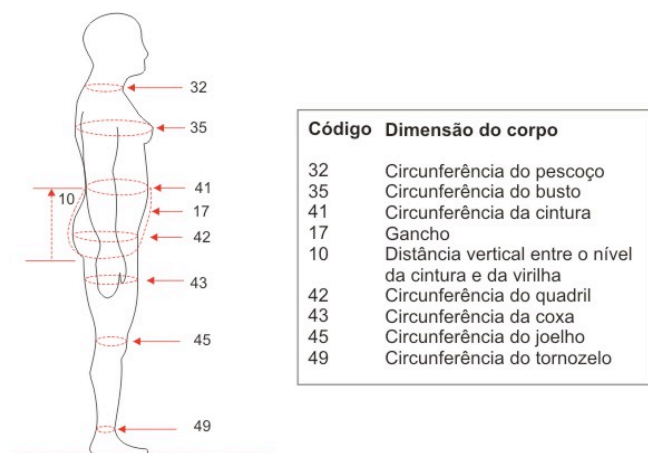 32
35
41
10
17
42
43
45
49
Código Dimensão do corpo
32 Circunferência do pescoço
35 Circunferência do busto
41 Circunferência da cintura
17 Gancho
10 Distância vertical entre o nível
da cintura e da virilha
42 Circunferência do quadril
43 Circunferência da coxa
45 Circunferência do joelho
49 Circunferência do tornozelo